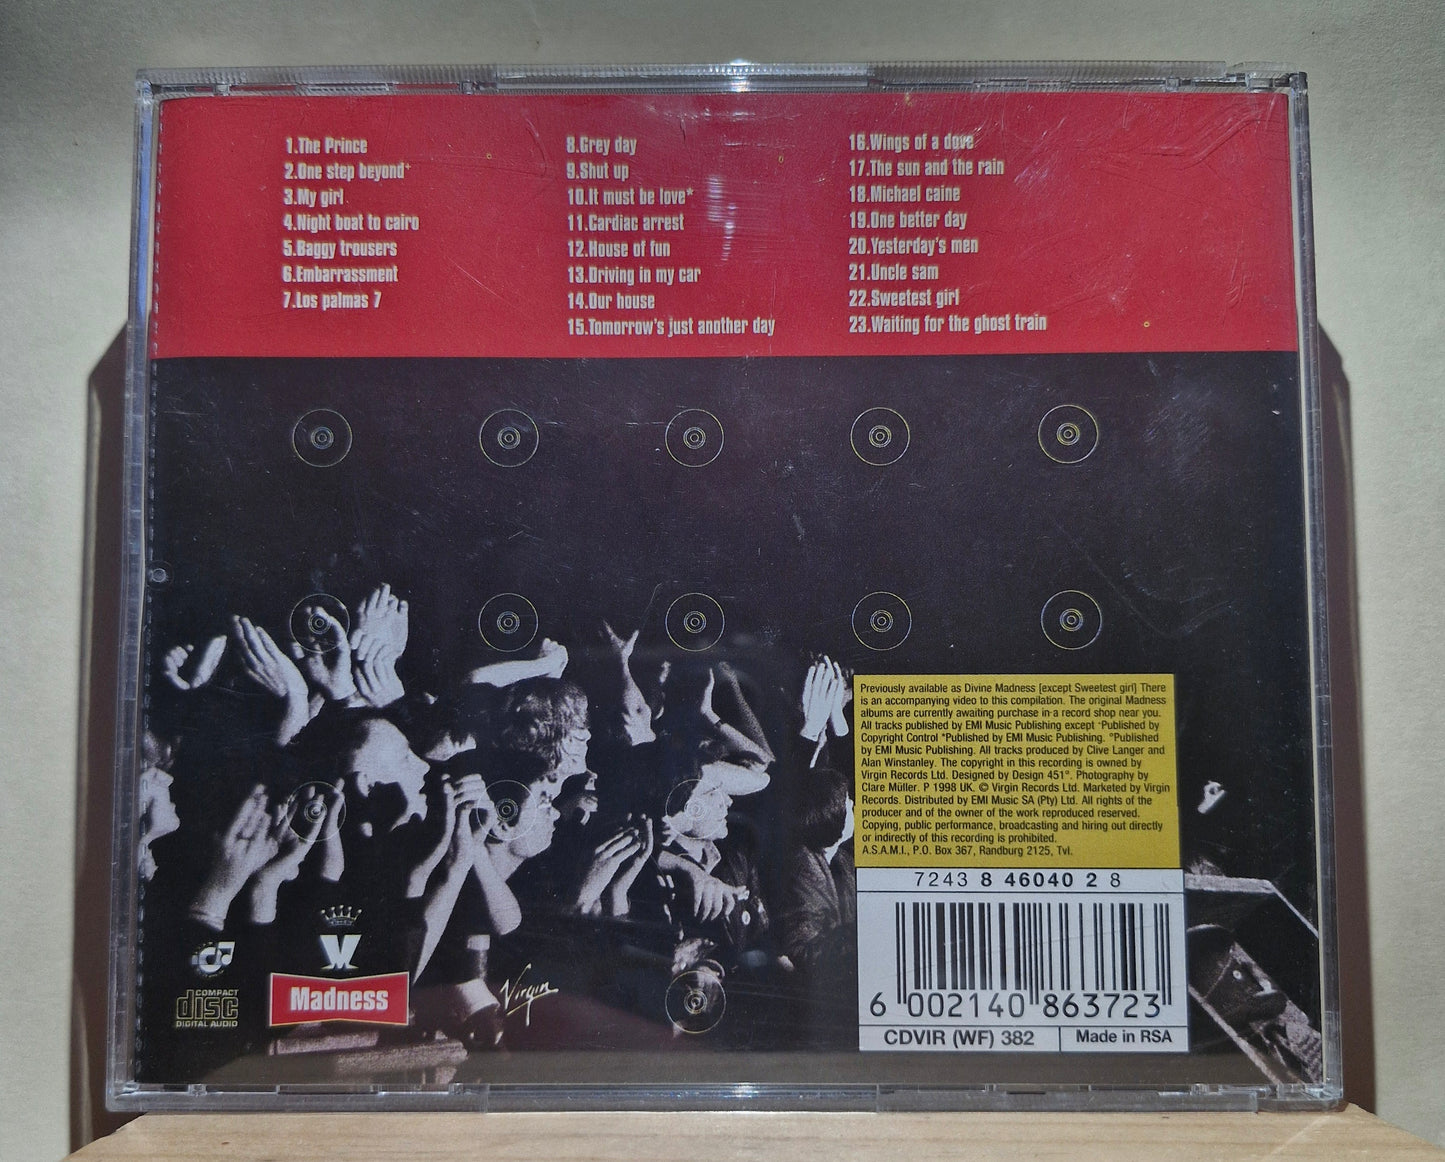 1.The Prince
2.One step beyond+
3.My girl
4.Night boat to cairo
5.Baggy trousers
6.Embarrassment
7.Los palmas 7
8.Grey day
9.Shut up
10.It must be love*
11.Cardiac arrest
12.House of fun
13.Driving in my car
14.Our house
15.Tomorrow's just another day
16.Wings of a dove
17.The sun and the rain
18.Michael caine
19.One better day
20.Yesterday's men
21.Uncle sam
22.Sweetest girl
23.Waiting for the ghost train
Previously available as Divine Madness [except Sweetest girl] There
is an accompanying video to this compilation. The original Madness
albums are currently awaiting purchase in a record shop near you.
All tracks published by EMI Music Publishing except +Published by
Copyright Control *Published by EMI Music Publishing. °Published
by EMI Music Publishing. All tracks produced by Clive Langer and
Alan Winstanley. The copyright in this recording is owned by
Virgin Records Ltd. Designed by Design 451°. Photography by
Clare Müller. P 1998 UK. © Virgin Records Ltd. Marketed by Virgin
Records. Distributed by EMI Music SA (Pty) Ltd. All rights of the
producer and of the owner of the work reproduced reserved.
Copying, public performance, broadcasting and hiring out directly
or indirectly of this recording is prohibited.
A.S.A.M.I., P.O. Box 367, Randburg 2125, Tvl.
7243 8 46040 2 8
6 002140 863723
CDVIR (WF) 382
Made in RSA
COMPACT
disc
DIGITAL AUDIO
M
Madness
Virgin